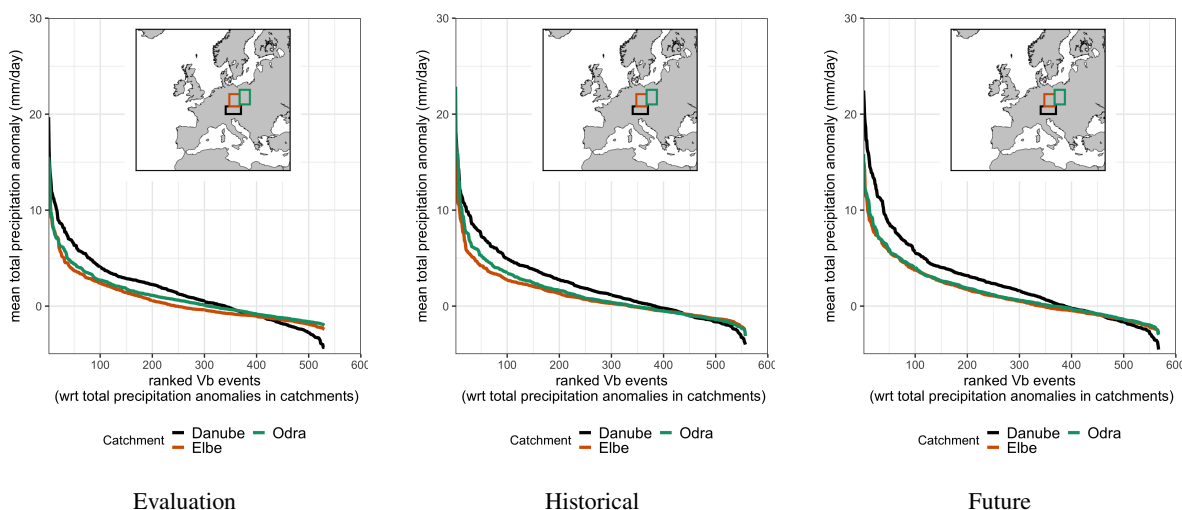 30
20
10
0
mean total precipitation anomaly (mm/day)
100 200 300 400 500 600
ranked Vb events
(wrt total precipitation anomalies in catchments)
Catchment Danube Odra
Elbe
Evaluation
30
20
10
0
mean total precipitation anomaly (mm/day)
100 200 300 400 500 600
ranked Vb events
(wrt total precipitation anomalies in catchments)
Catchment Danube Odra
Elbe
Historical
30
20
10
0
mean total precipitation anomaly (mm/day)
100 200 300 400 500 600
ranked Vb events
(wrt total precipitation anomalies in catchments)
Catchment Danube Odra
Elbe
Future